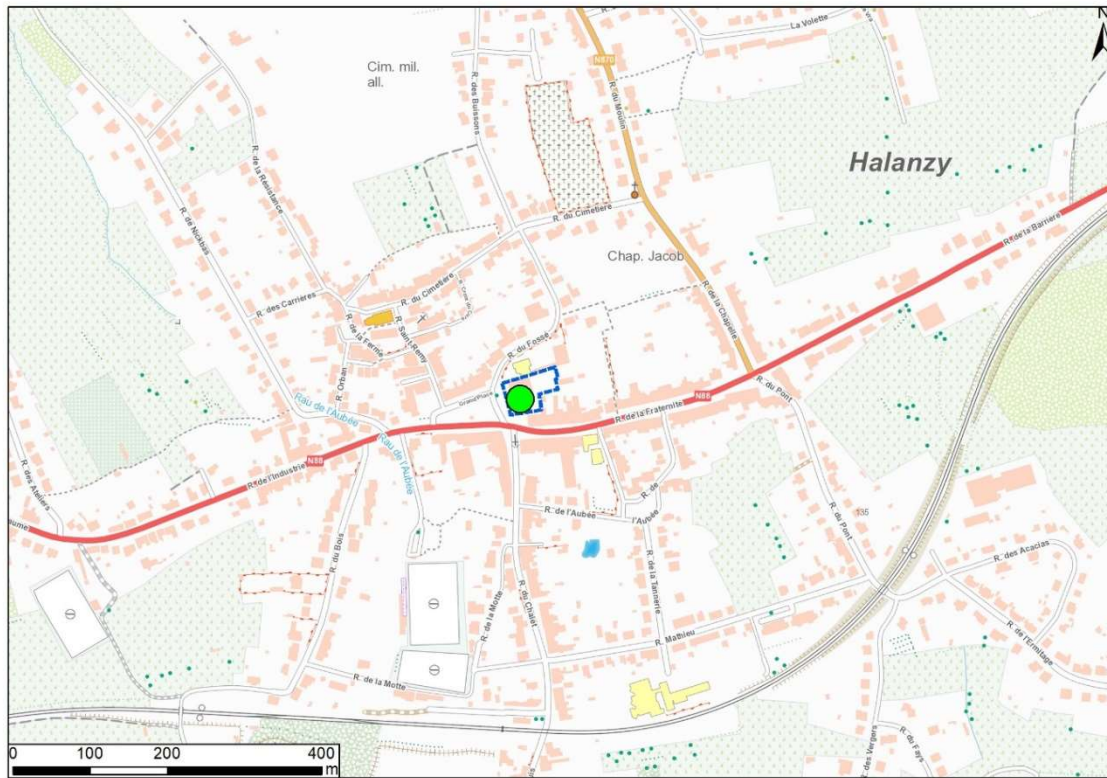 N
La Volette
Cim. mil.
all.
N870
R. du Moulin
R. des Buissons
R. de la Résistance
R. de Nickbas
Halanzy
R. du Cimetière
R. de la Barrière
Chap. Jacob
R. du Cimetière
R. des Carrières
R. de la Ferme
R. Saint-Remy
R. de la Chapelle
R. du Fossé
R. Orban
Grand'Place
R. du Pont
Rau de l'Aubée
Rau de l'Aubée
N88
R. de la Fraternité
N88
R. de l'Industrie
R. des Ateliers
R. de
l'Aubée
R. de l'Aubée
135
R. du Pont
R. du Bois
R. des Acacias
R. de la Tannerie
R. du Chalet
R. de la Motte
R. Mathieu
R. de l'Ermitage
R. de la Motte
R. des Vergers
R. du Fays
0 100 200 400
m